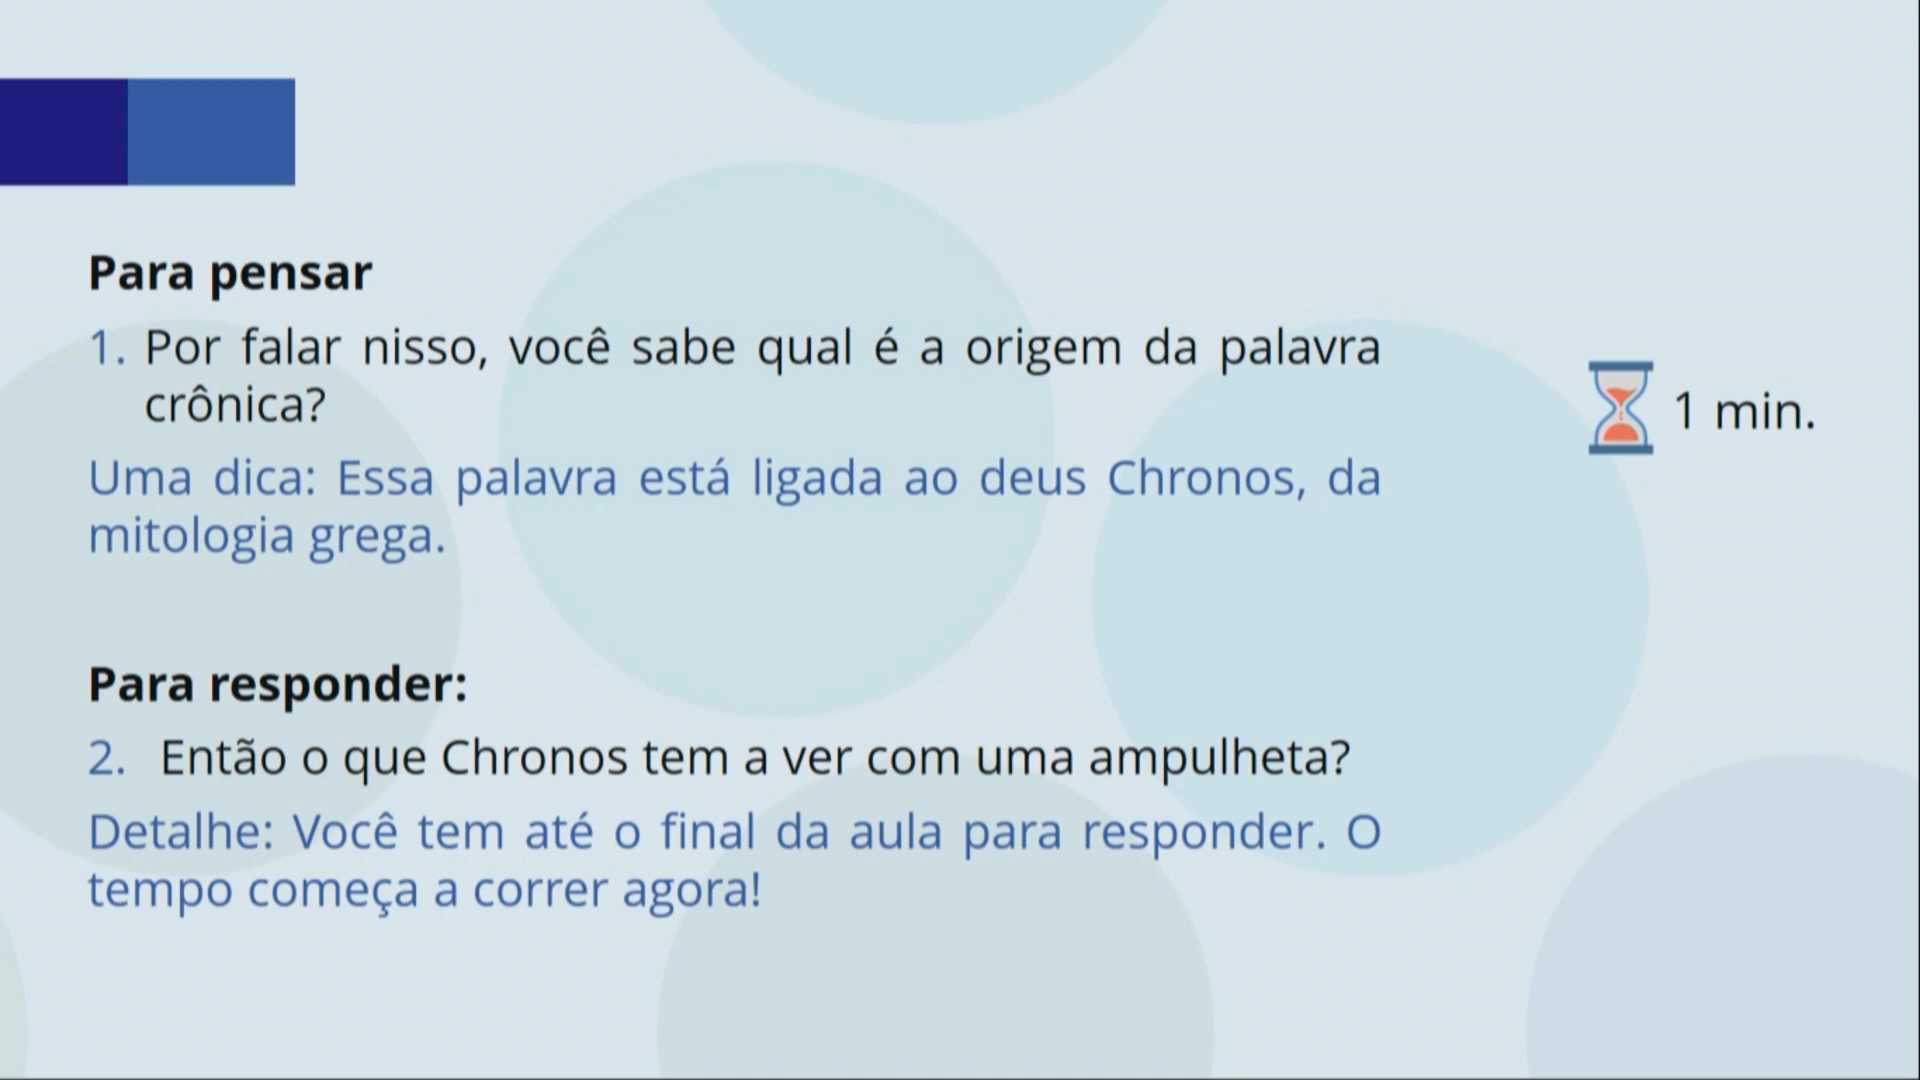 Para pensar
1. Por falar nisso, você sabe qual é a origem da palavra
crônica?
1 min.
Uma dica: Essa palavra está ligada ao deus Chronos, da
mitologia grega.
Para responder:
2. Então o que Chronos tem a ver com uma ampulheta?
Detalhe: Você tem até o final da aula para responder. O
tempo começa a correr agora!